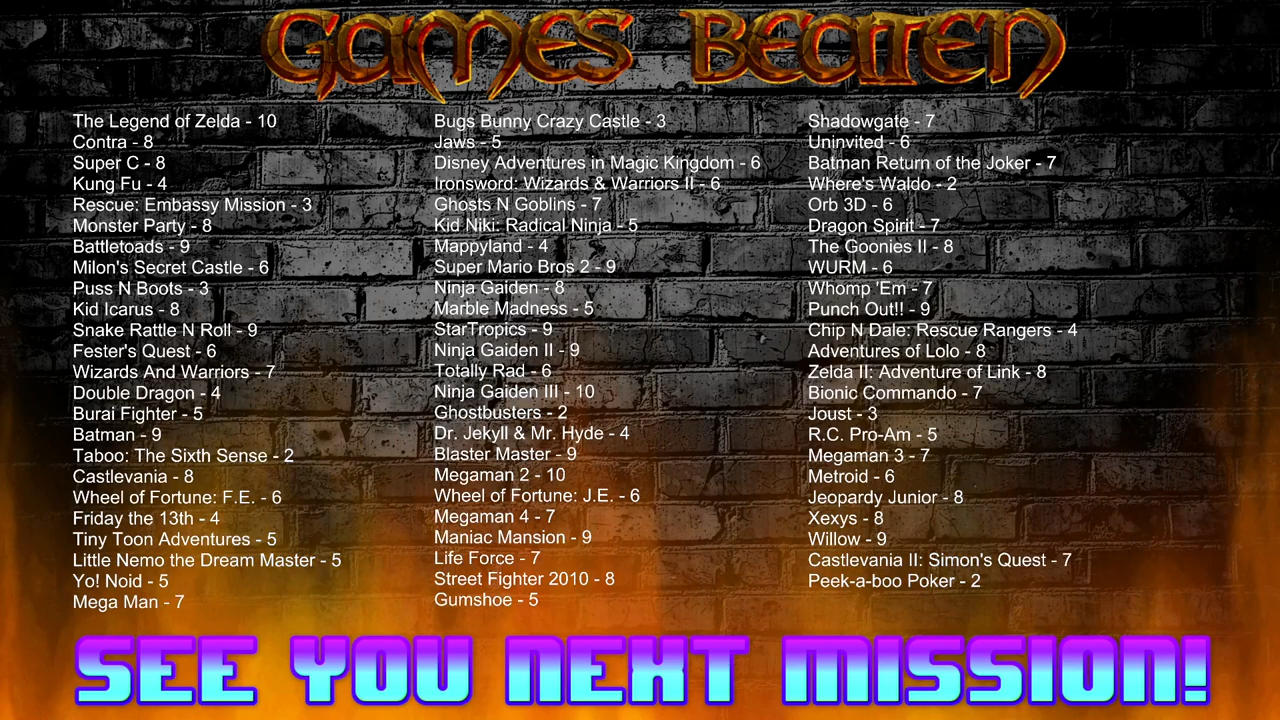 GAMES BEATEN
The Legend of Zelda - 10
Contra - 8
Super C - 8
Kung Fu - 4
Rescue: Embassy Mission - 3
Monster Party - 8
Battletoads - 9
Milon's Secret Castle - 6
Puss N Boots - 3
Kid Icarus - 8
Snake Rattle N Roll - 9
Fester's Quest - 6
Wizards And Warriors - 7
Double Dragon - 4
Burai Fighter - 5
Batman - 9
Taboo: The Sixth Sense - 2
Castlevania - 8
Wheel of Fortune: F.E. - 6
Friday the 13th - 4
Tiny Toon Adventures - 5
Little Nemo the Dream Master - 5
Yo! Noid - 5
Mega Man - 7
Bugs Bunny Crazy Castle - 3
Jaws - 5
Disney Adventures in Magic Kingdom - 6
Ironsword: Wizards & Warriors II - 6
Ghosts N Goblins - 7
Kid Niki: Radical Ninja - 5
Mappyland - 4
Super Mario Bros 2 - 9
Ninja Gaiden - 8
Marble Madness - 5
StarTropics - 9
Ninja Gaiden II - 9
Totally Rad - 6
Ninja Gaiden III - 10
Ghostbusters - 2
Dr. Jekyll & Mr. Hyde - 4
Blaster Master - 9
Megaman 2 - 10
Wheel of Fortune: J.E. - 6
Megaman 4 - 7
Maniac Mansion - 9
Life Force - 7
Street Fighter 2010 - 8
Gumshoe - 5
Shadowgate - 7
Uninvited - 6
Batman Return of the Joker - 7
Where's Waldo - 2
Orb 3D - 6
Dragon Spirit - 7
The Goonies II - 8
WURM - 6
Whomp 'Em - 7
Punch Out!! - 9
Chip N Dale: Rescue Rangers - 4
Adventures of Lolo - 8
Zelda II: Adventure of Link - 8
Bionic Commando - 7
Joust - 3
R.C. Pro-Am - 5
Megaman 3 - 7
Metroid - 6
Jeopardy Junior - 8
Xexys - 8
Willow - 9
Castlevania II: Simon's Quest - 7
Peek-a-boo Poker - 2
SEE YOU NEXT MISSION!